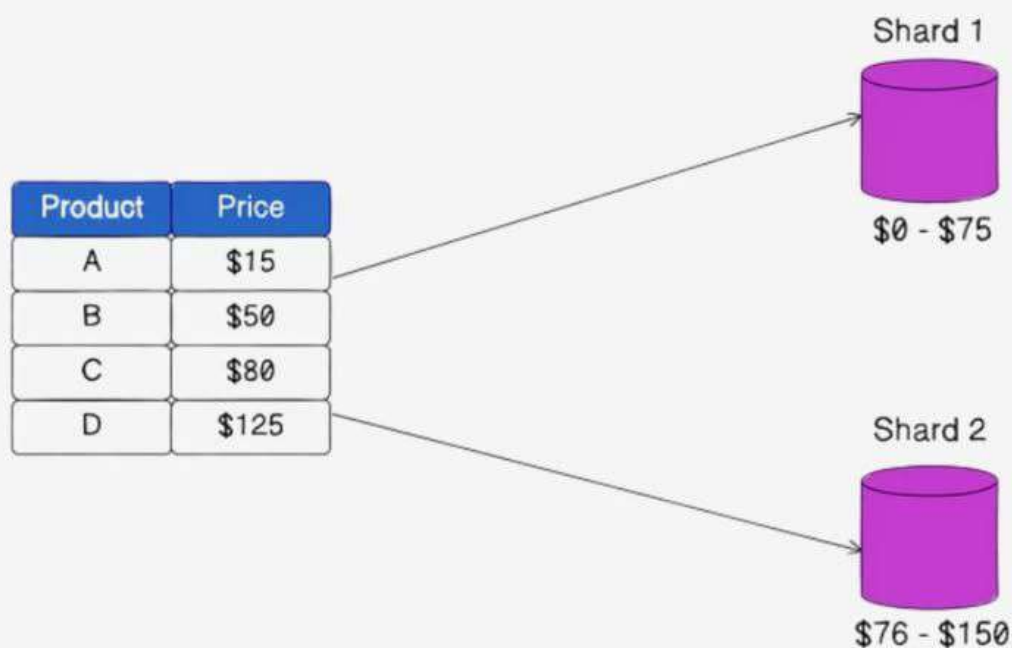 Shard 1
$0 - $75
Product Price
A $15
B $50
C $80
D $125
Shard 2
$76 - $150